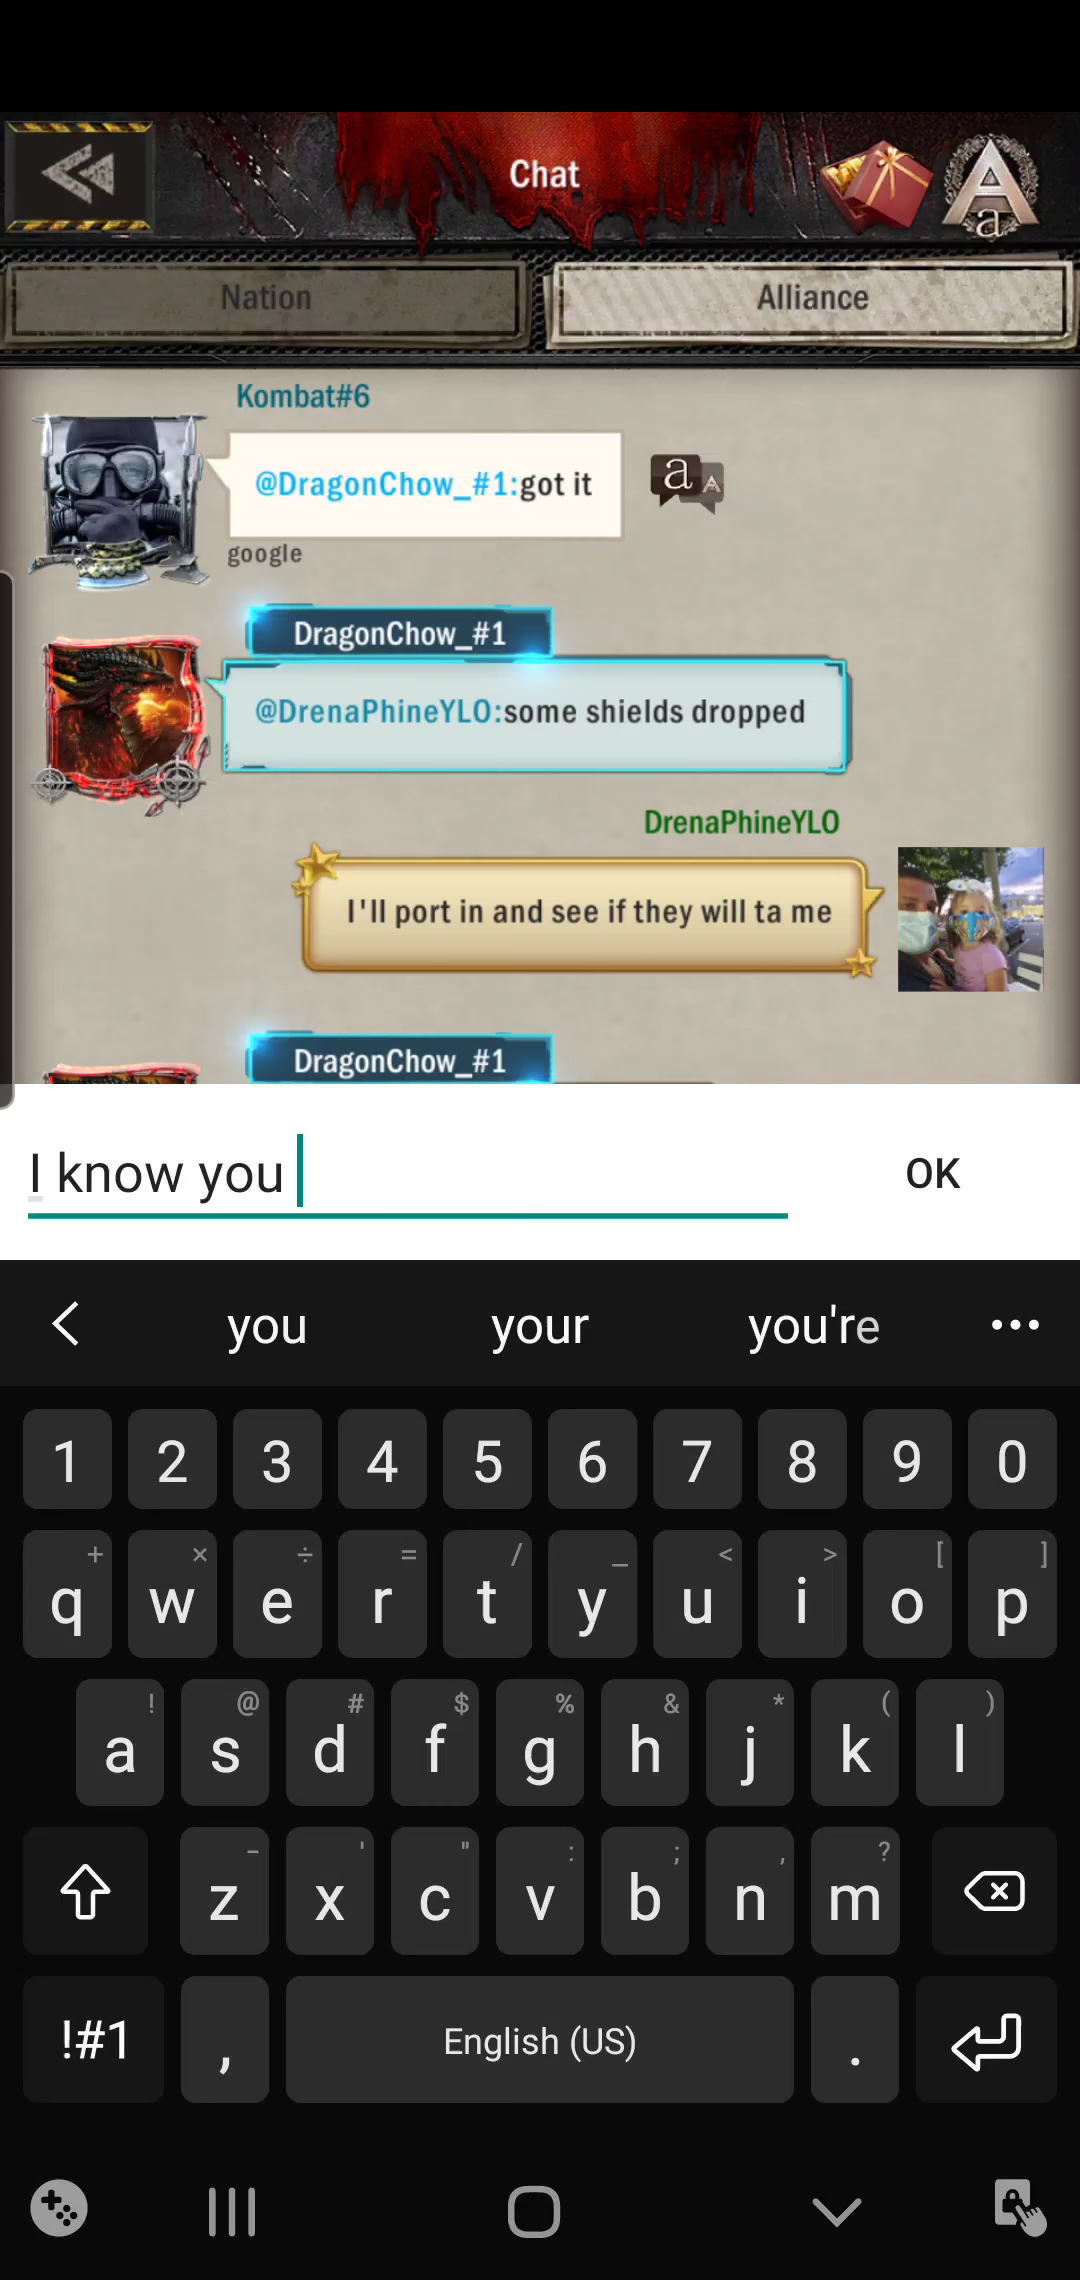 Chat
A
a
Nation
Alliance
Kombat#6
@DragonChow_#1:got it
a A
google
DragonChow_#1
@DrenaPhineYLO:some shields dropped
DrenaPhineYLO
I'll port in and see if they will ta me
DragonChow_#1
I know you
OK
you your you're
1 2 3 4 5 6 7 8 9 0
+ × ÷ = / _ < > [ ]
q w e r t y u i o p
! @ # $ % & * ( )
a s d f g h j k l
- ' " : ; , ?
z x c v b n m
!#1 , English (US) .